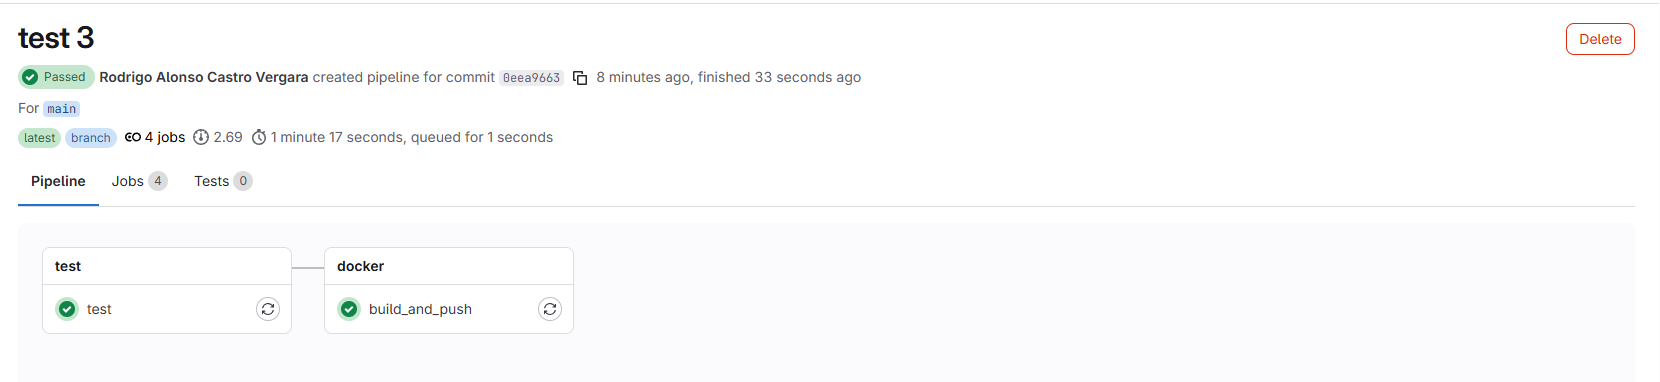 test 3
Delete
Passed Rodrigo Alonso Castro Vergara created pipeline for commit 0eea9663 8 minutes ago, finished 33 seconds ago
For main
latest branch 4 jobs 2.69 1 minute 17 seconds, queued for 1 seconds
Pipeline Jobs 4 Tests 0
test docker
test build_and_push